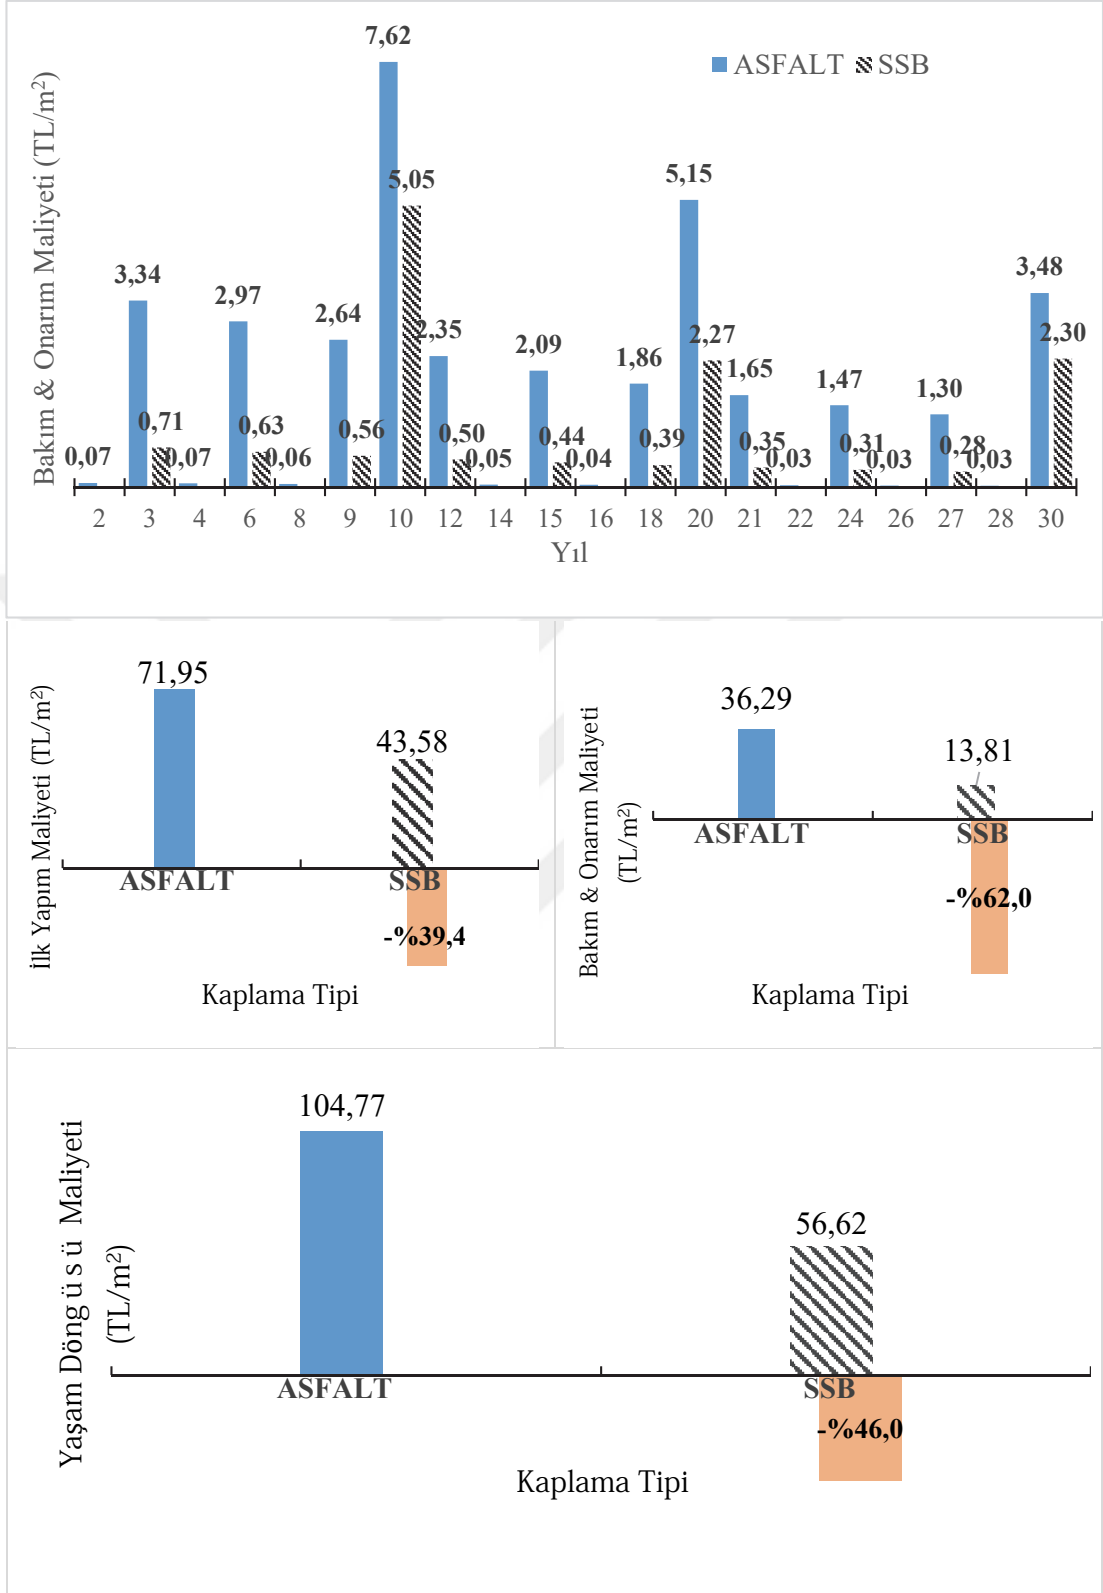 7,62
ASFALT SSB
Bakım & Onarım Maliyeti (TL/m²)
5,05
5,15
3,34
2,97
2,64
2,35
2,09
1,86
2,27
1,65
1,47
1,30
3,48
2,30
0,07
0,71
0,07
0,63
0,06
0,56
0,50
0,05
0,44
0,04
0,39
0,35
0,03
0,31
0,03
0,28
0,03
2 3 4 6 8 9 10 12 14 15 16 18 20 21 22 24 26 27 28 30
Yıl
İlk Yapım Maliyeti (TL/m²)
71,95
43,58
ASFALT SSB
-%39,4
Kaplama Tipi
Bakım & Onarım Maliyeti
(TL/m²)
36,29
13,81
ASFALT SSB
-%62,0
Kaplama Tipi
Yaşam Döng ü s ü Maliyeti
(TL/m²)
104,77
56,62
ASFALT SSB
-%46,0
Kaplama Tipi